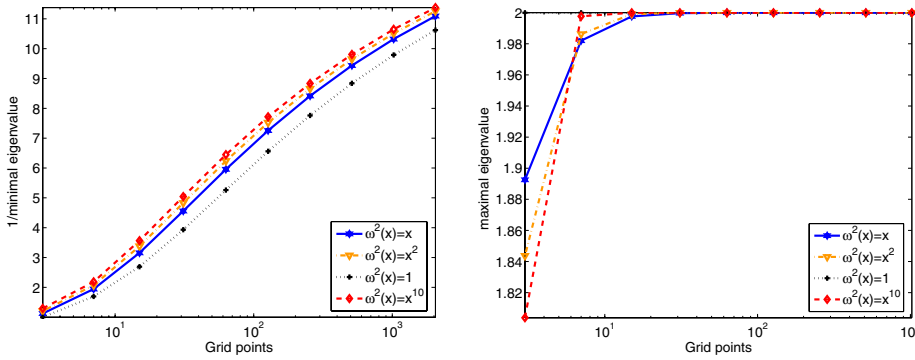 11
10
9
8
7
6
5
4
3
2
1/minimal eigenvalue
10¹
10²
10³
Grid points
ω²(x)=x
ω²(x)=x²
ω²(x)=1
ω²(x)=x¹⁰
2
1.98
1.96
1.94
1.92
1.9
1.88
1.86
1.84
1.82
maximal eigenvalue
10¹
10²
10
Grid points
ω²(x)=x
ω²(x)=x²
ω²(x)=1
ω²(x)=x¹⁰